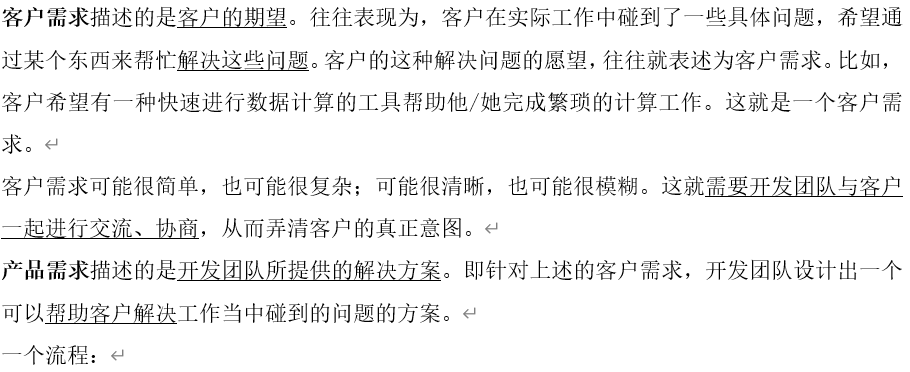 客户需求描述的是客户的期望。往往表现为，客户在实际工作中碰到了一些具体问题，希望通
过某个东西来帮忙解决这些问题。客户的这种解决问题的愿望，往往就表述为客户需求。比如，
客户希望有一种快速进行数据计算的工具帮助他/她完成繁琐的计算工作。这就是一个客户需
求。↵
客户需求可能很简单，也可能很复杂；可能很清晰，也可能很模糊。这就需要开发团队与客户
一起进行交流、协商，从而弄清客户的真正意图。↵
产品需求描述的是开发团队所提供的解决方案。即针对上述的客户需求，开发团队设计出一个
可以帮助客户解决工作当中碰到的问题的方案。↵
一个流程：↵